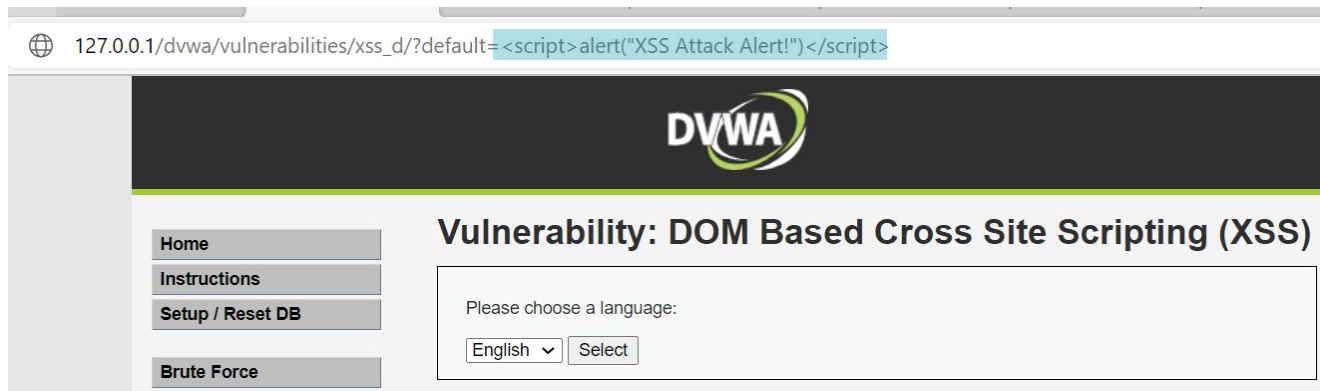 127.0.0.1/dvwa/vulnerabilities/xss_d/?default=<script>alert("XSS Attack Alert!")</script>
DVWA
Vulnerability: DOM Based Cross Site Scripting (XSS)
Home
Instructions
Setup / Reset DB
Brute Force
Please choose a language:
English Select